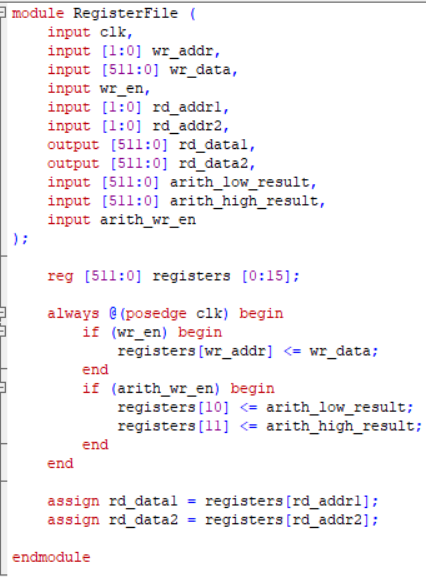 module RegisterFile (
    input clk,
    input [1:0] wr_addr,
    input [511:0] wr_data,
    input wr_en,
    input [1:0] rd_addr1,
    input [1:0] rd_addr2,
    output [511:0] rd_data1,
    output [511:0] rd_data2,
    input [511:0] arith_low_result,
    input [511:0] arith_high_result,
    input arith_wr_en
);
    reg [511:0] registers [0:15];
    always @(posedge clk) begin
        if (wr_en) begin
            registers[wr_addr] <= wr_data;
        end
        if (arith_wr_en) begin
            registers[10] <= arith_low_result;
            registers[11] <= arith_high_result;
        end
    end
    assign rd_data1 = registers[rd_addr1];
    assign rd_data2 = registers[rd_addr2];
endmodule